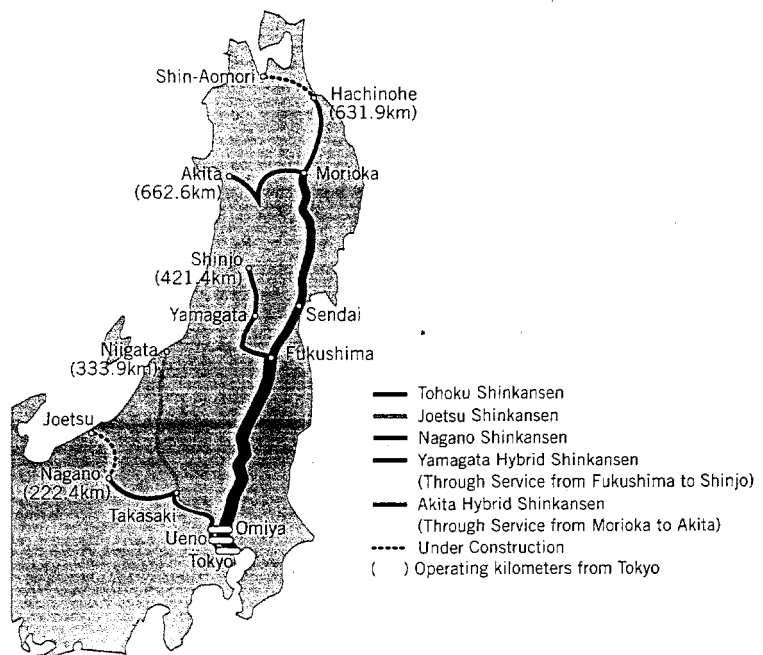 Shin-Aomori
Hachinohe
(631.9km)
Akita
(662.6km)
Morioka
Shinjo
(421.4km)
Yamagata
Sendai
Niigata
(333.9km)
Fukushima
Joetsu
Nagano
(222.4km)
Takasaki
Omiya
Ueno
Tokyo
Tohoku Shinkansen
Joetsu Shinkansen
Nagano Shinkansen
Yamagata Hybrid Shinkansen
(Through Service from Fukushima to Shinjo)
Akita Hybrid Shinkansen
(Through Service from Morioka to Akita)
Under Construction
( ) Operating kilometers from Tokyo